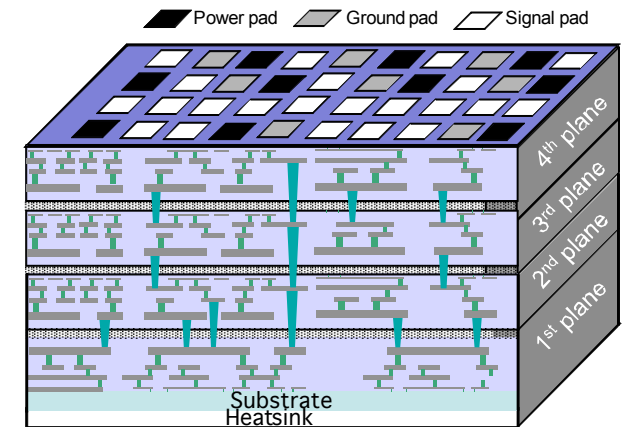 Power pad Ground pad Signal pad
4th plane
3rd plane
2nd plane
1st plane
Substrate
Heatsink